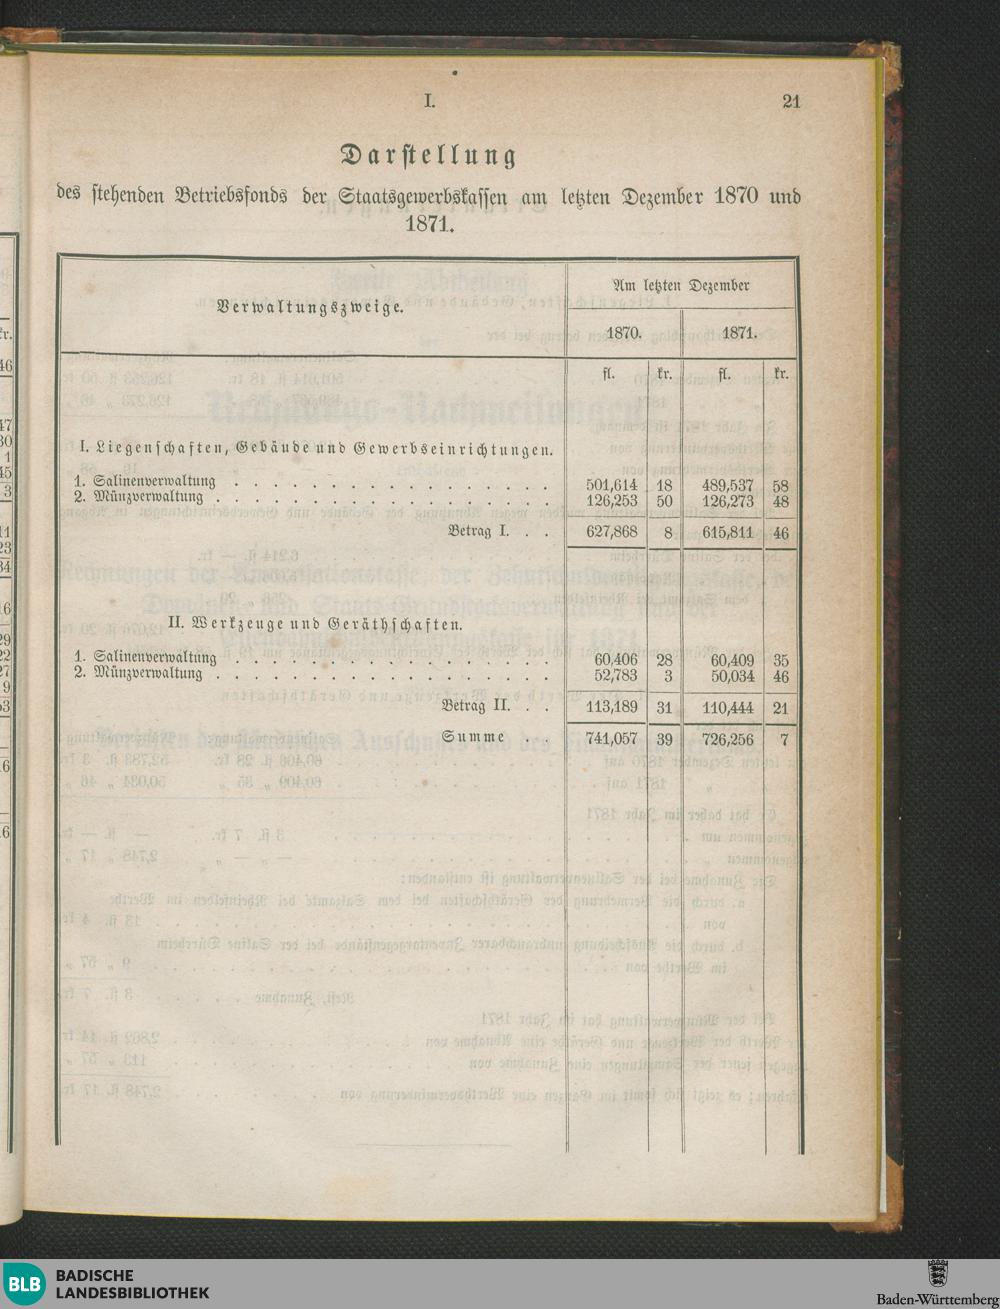 I. 21
Darstellung
des stehenden Betriebsfonds der Staatsgewerbskassen am letzten Dezember 1870 und
1871.
Verwaltungszweige. Am letzten Dezember
1870. 1871.
fl. kr. fl. kr.
I. Liegenschaften, Gebäude und Gewerbseinrichtungen.
1. Salinenverwaltung . . . . . . . . . . . . . . . . . 501,614 18 489,537 58
2. Münzverwaltung . . . . . . . . . . . . . . . . . . 126,253 50 126,273 48
Betrag I. . . 627,868 8 615,811 46
II. Werkzeuge und Geräthschaften.
1. Salinenverwaltung . . . . . . . . . . . . . . . . . 60,406 28 60,409 35
2. Münzverwaltung . . . . . . . . . . . . . . . . . . 52,783 3 50,034 46
Betrag II. . . 113,189 31 110,444 21
Summe . . 741,057 39 726,256 7
BLB BADISCHE
LANDESBIBLIOTHEK
Baden-Württemberg